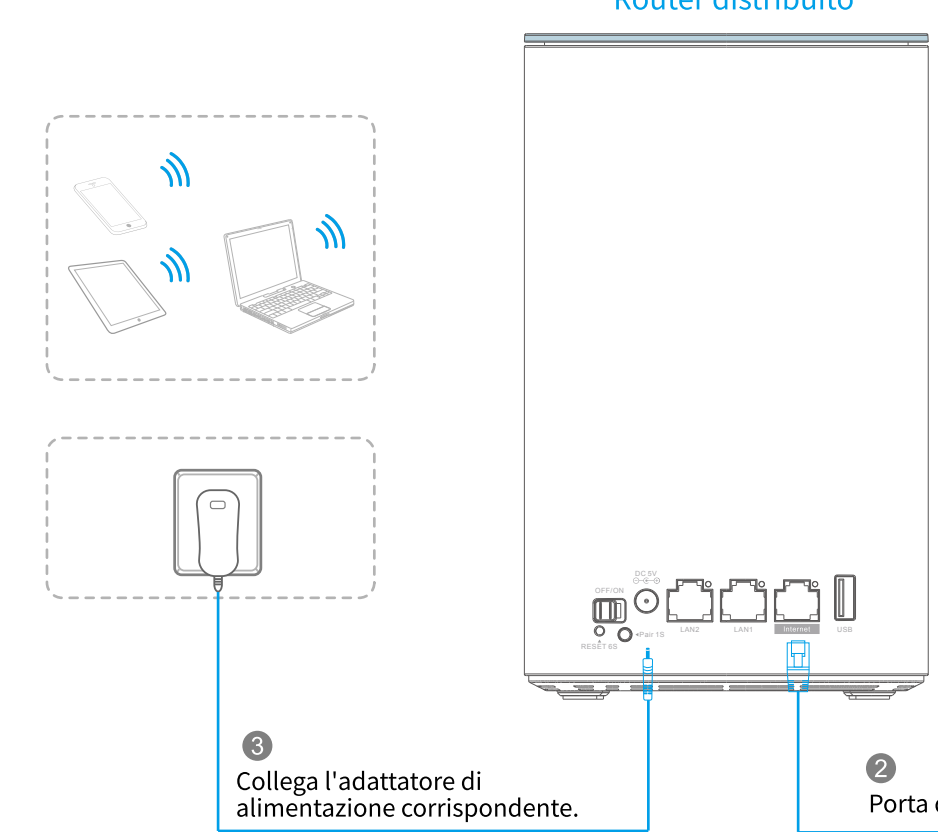 Router distribuito
DC 5V
OFF/ON
LAN2
LAN1
Internet
USB
◂Pair 1S
RESET 6S
3
Collega l'adattatore di
alimentazione corrispondente.
2
Porta